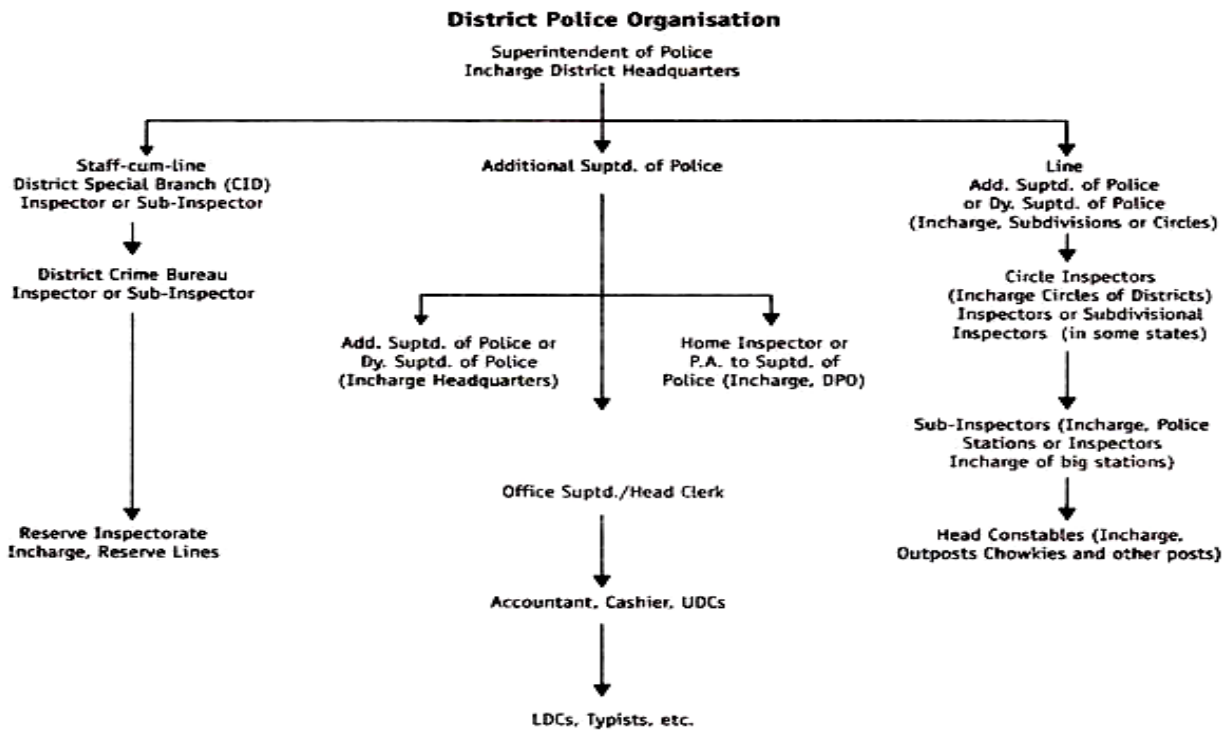 District Police Organisation
Superintendent of Police
Incharge District Headquarters
Staff-cum-line
District Special Branch (CID)
Inspector or Sub-Inspector
District Crime Bureau
Inspector or Sub-Inspector
Reserve Inspectorate
Incharge, Reserve Lines
Additional Suptd. of Police
Add. Suptd. of Police or
Dy. Suptd. of Police
(Incharge Headquarters)
Home Inspector or
P.A. to Suptd. of
Police (Incharge, DPO)
Office Suptd./Head Clerk
Accountant, Cashier, UDCs
LDCs, Typists, etc.
Line
Add. Suptd. of Police
or Dy. Suptd. of Police
(Incharge, Subdivisions or Circles)
Circle Inspectors
(Incharge Circles of Districts)
Inspectors or Subdivisional
Inspectors (in some states)
Sub-Inspectors (Incharge, Police
Stations or Inspectors
Incharge of big stations)
Head Constables (Incharge,
Outposts Chowkies and other posts)